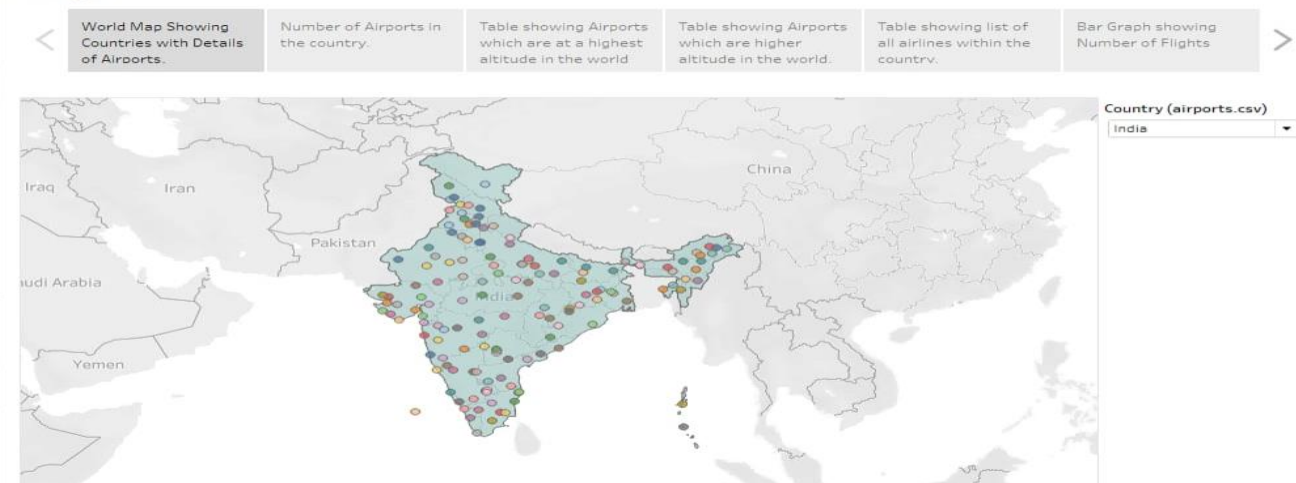 World Map Showing
Countries with Details
of Airports.
Number of Airports in
the country.
Table showing Airports
which are at a highest
altitude in the world
Table showing Airports
which are higher
altitude in the world.
Table showing list of
all airlines within the
country.
Bar Graph showing
Number of Flights
Country (airports.csv)
India
China
Iraq
Iran
Pakistan
audi Arabia
India
Yemen